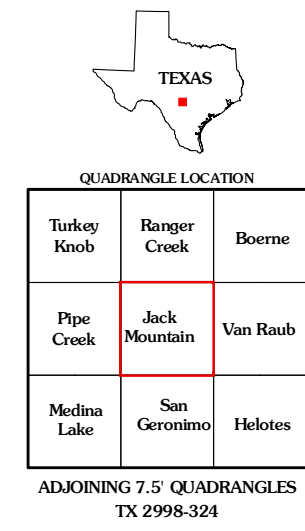 TEXAS
QUADRANGLE LOCATION
Turkey Knob
Ranger Creek
Boerne
Pipe Creek
Jack Mountain
Van Raub
Medina Lake
San Geronimo
Helotes
ADJOINING 7.5' QUADRANGLES
TX 2998-324